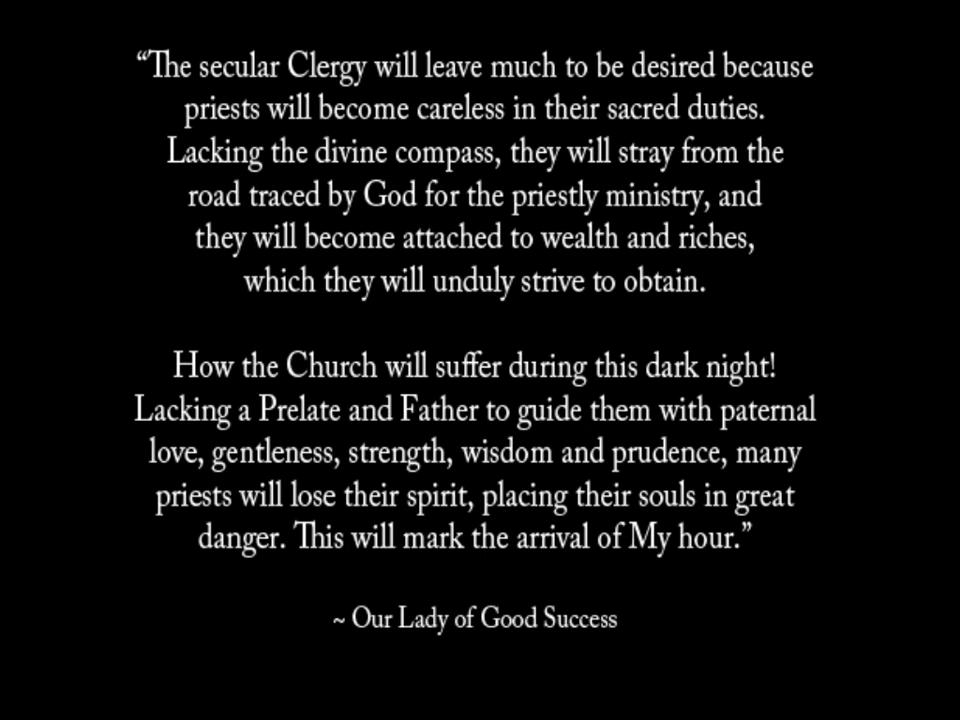 “The secular Clergy will leave much to be desired because
priests will become careless in their sacred duties.
Lacking the divine compass, they will stray from the
road traced by God for the priestly ministry, and
they will become attached to wealth and riches,
which they will unduly strive to obtain.
How the Church will suffer during this dark night!
Lacking a Prelate and Father to guide them with paternal
love, gentleness, strength, wisdom and prudence, many
priests will lose their spirit, placing their souls in great
danger. This will mark the arrival of My hour.”
~ Our Lady of Good Success